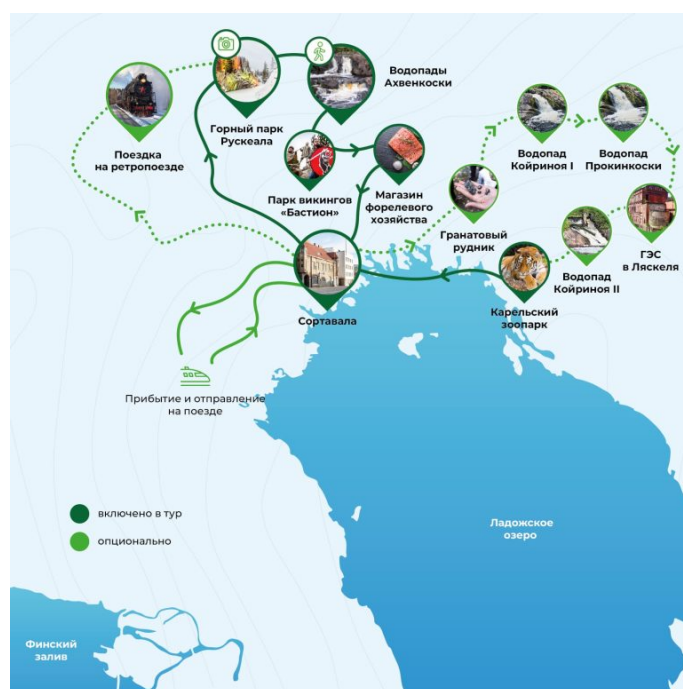 Водопады
Ахвенкоски
Горный парк
Рускеала
Поездка
на ретропоезде
Водопад
Койриноя I
Водопад
Прокинкоски
Парк викингов
«Бастион»
Магазин
форелевого
хозяйства
Гранатовый
рудник
ГЭС
в Ляскеля
Водопад
Койриноя II
Карельский
зоопарк
Сортавала
Прибытие и отправление
на поезде
включено в тур
опционально
Ладожское
озеро
Финский
залив